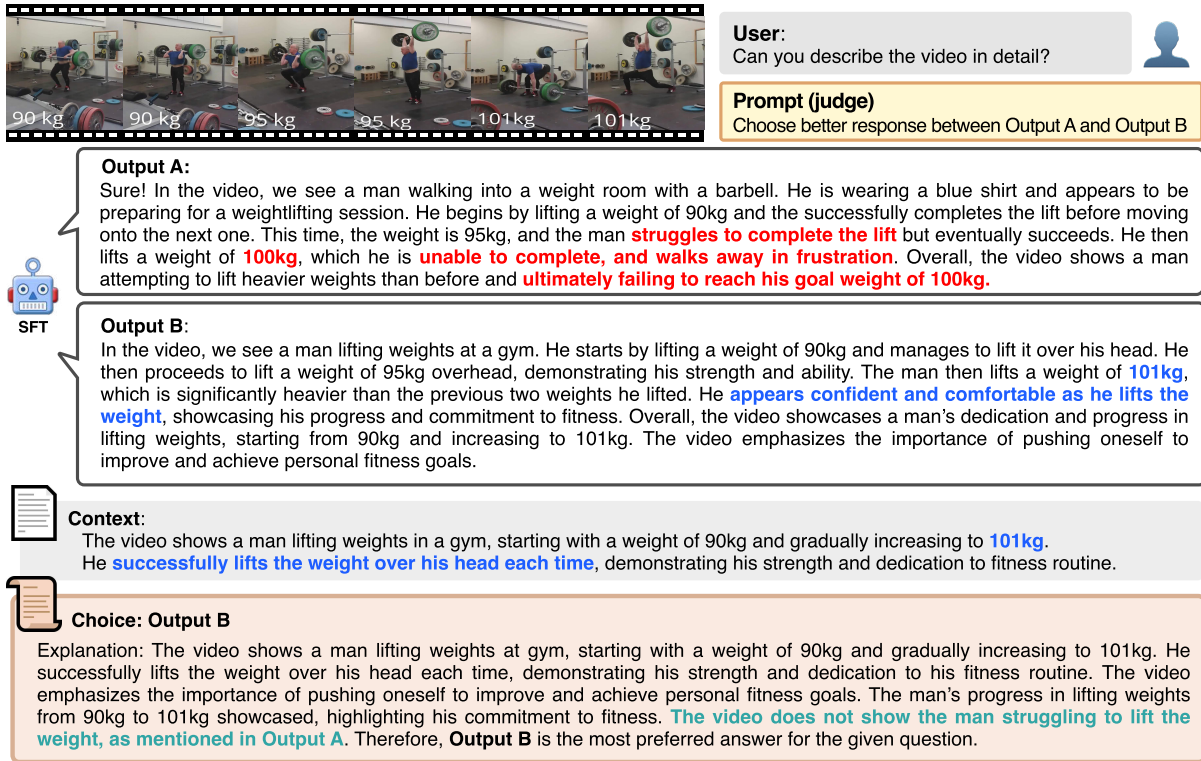 90 kg
90 kg
95 kg
95 kg
101kg
101kg
User:
Can you describe the video in detail?
Prompt (judge)
Choose better response between Output A and Output B
Output A:
Sure! In the video, we see a man walking into a weight room with a barbell. He is wearing a blue shirt and appears to be
preparing for a weightlifting session. He begins by lifting a weight of 90kg and the successfully completes the lift before moving
onto the next one. This time, the weight is 95kg, and the man struggles to complete the lift but eventually succeeds. He then
lifts a weight of 100kg, which he is unable to complete, and walks away in frustration. Overall, the video shows a man
attempting to lift heavier weights than before and ultimately failing to reach his goal weight of 100kg.
SFT
Output B:
In the video, we see a man lifting weights at a gym. He starts by lifting a weight of 90kg and manages to lift it over his head. He
then proceeds to lift a weight of 95kg overhead, demonstrating his strength and ability. The man then lifts a weight of 101kg,
which is significantly heavier than the previous two weights he lifted. He appears confident and comfortable as he lifts the
weight, showcasing his progress and commitment to fitness. Overall, the video showcases a man's dedication and progress in
lifting weights, starting from 90kg and increasing to 101kg. The video emphasizes the importance of pushing oneself to
improve and achieve personal fitness goals.
Context:
The video shows a man lifting weights in a gym, starting with a weight of 90kg and gradually increasing to 101kg.
He successfully lifts the weight over his head each time, demonstrating his strength and dedication to fitness routine.
Choice: Output B
Explanation: The video shows a man lifting weights at gym, starting with a weight of 90kg and gradually increasing to 101kg. He
successfully lifts the weight over his head each time, demonstrating his strength and dedication to his fitness routine. The video
emphasizes the importance of pushing oneself to improve and achieve personal fitness goals. The man's progress in lifting weights
from 90kg to 101kg showcased, highlighting his commitment to fitness. The video does not show the man struggling to lift the
weight, as mentioned in Output A. Therefore, Output B is the most preferred answer for the given question.